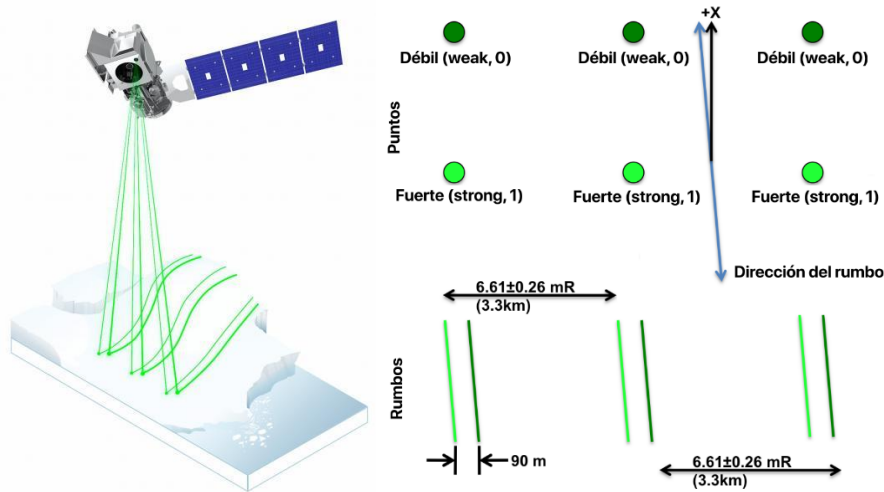 +X
Débil (weak, 0) Débil (weak, 0) Débil (weak, 0)
Puntos
Fuerte (strong, 1) Fuerte (strong, 1) Fuerte (strong, 1)
Dirección del rumbo
6.61±0.26 mR
(3.3km)
Rumbos
90 m
6.61±0.26 mR
(3.3km)